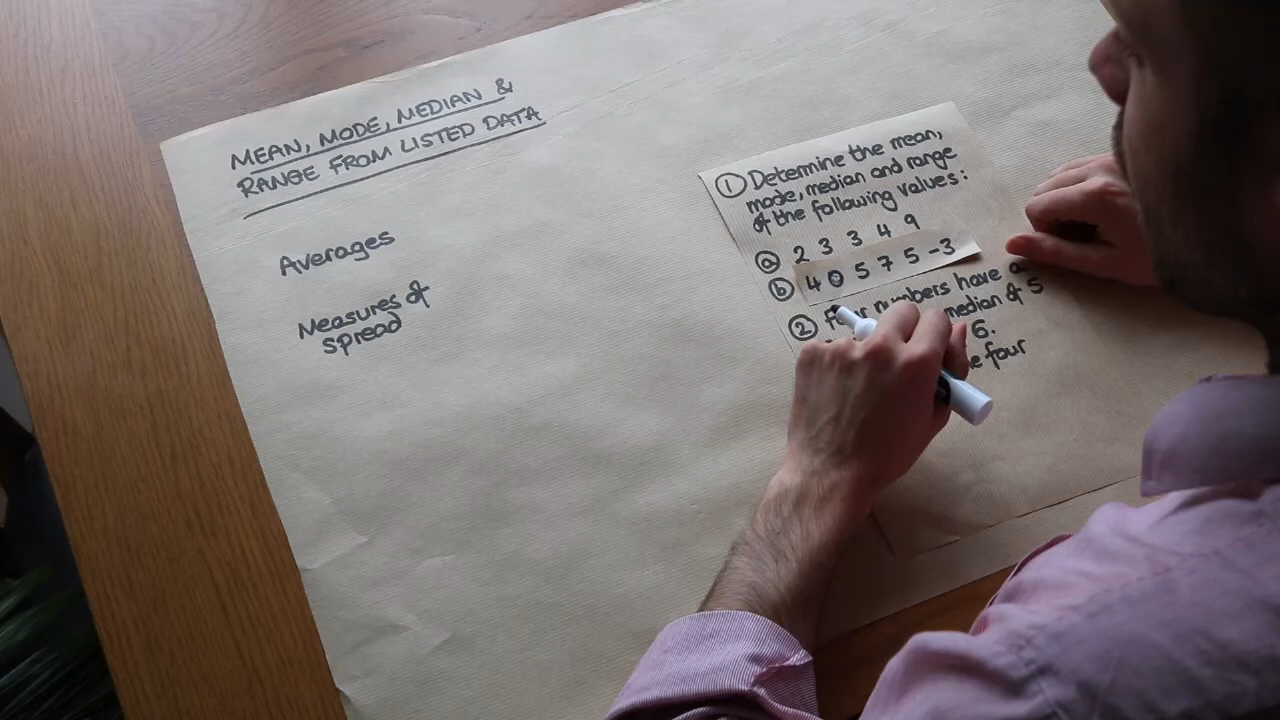 MEAN, MODE, MEDIAN &
RANGE FROM LISTED DATA
Averages
Measures of
spread
① Determine the mean,
mode, median and range
of the following values:
ⓐ 2 3 3 4 9
ⓑ 4 0 5 7 5 -3
② Four numbers have a
median of 5
6.
four